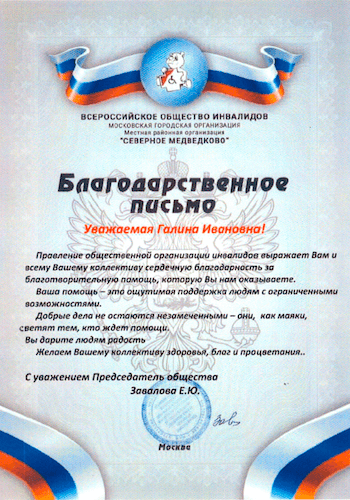 ВСЕРОССИЙСКОЕ ОБЩЕСТВО ИНВАЛИДОВ
МОСКОВСКАЯ ГОРОДСКАЯ ОРГАНИЗАЦИЯ
Местная районная организация
"СЕВЕРНОЕ МЕДВЕДКОВО"
Благодарственное
письмо
Уважаемая Галина Ивановна!
Правление общественной организации инвалидов выражает Вам и
всему Вашему коллективу сердечную благодарность за
благотворительную помощь, которую Вы нам оказываете.
Ваша помощь – это ощутимая поддержка людям с ограниченными
возможностями.
Добрые дела не остаются незамеченными – они, как маяки,
светят тем, кто ждет помощи.
Вы дарите людям радость
Желаем Вашему коллективу здоровья, благ и процветания..
С уважением Председатель общества
Завалова Е.Ю.
Москва